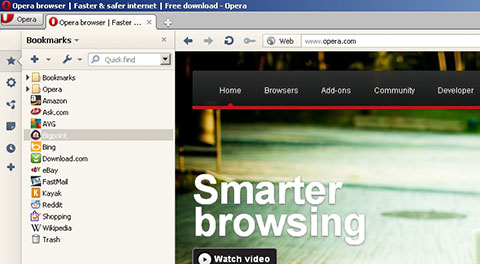 Opera browser | Faster & safer internet | Free download - Opera
Opera
Opera browser | Faster ...
Bookmarks
Web
www.opera.com
Quick find
Bookmarks
Opera
Amazon
Ask.com
AVG
Bigpoint
Bing
Download.com
eBay
FastMail
Kayak
Reddit
Shopping
Wikipedia
Trash
Home
Browsers
Add-ons
Community
Developer
Smarter
browsing
Watch video